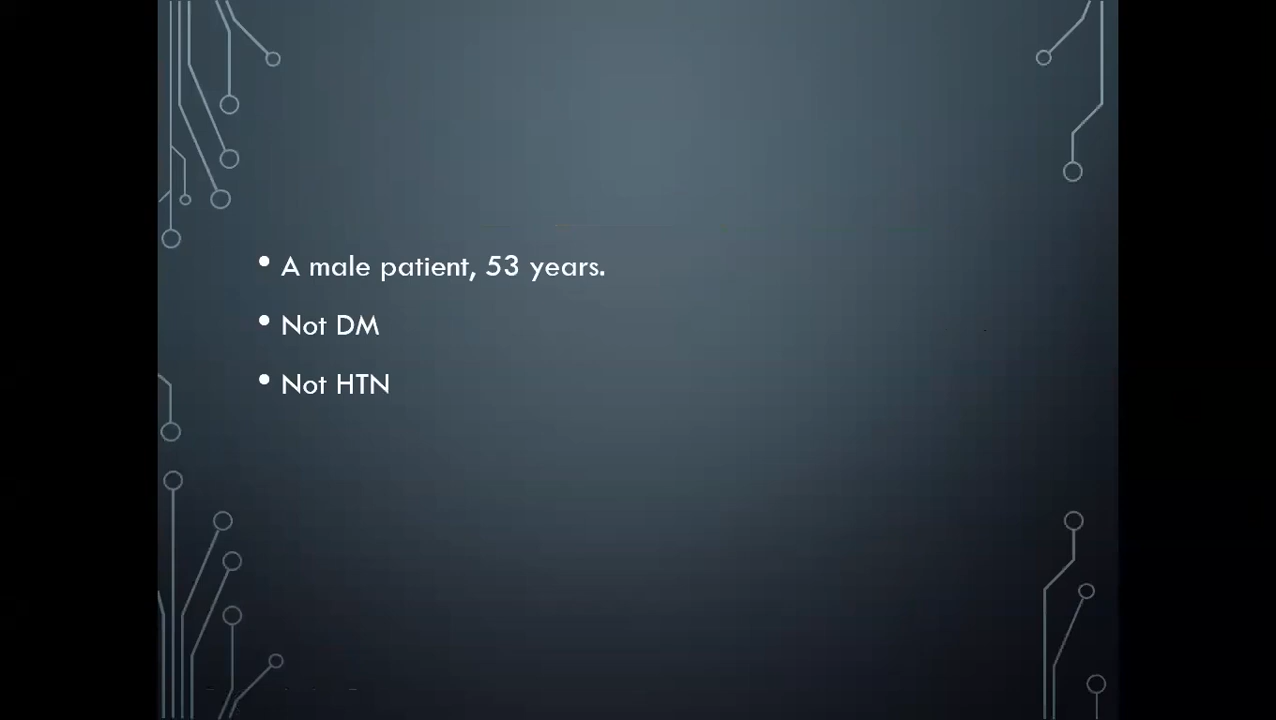 • A male patient, 53 years.
• Not DM
• Not HTN